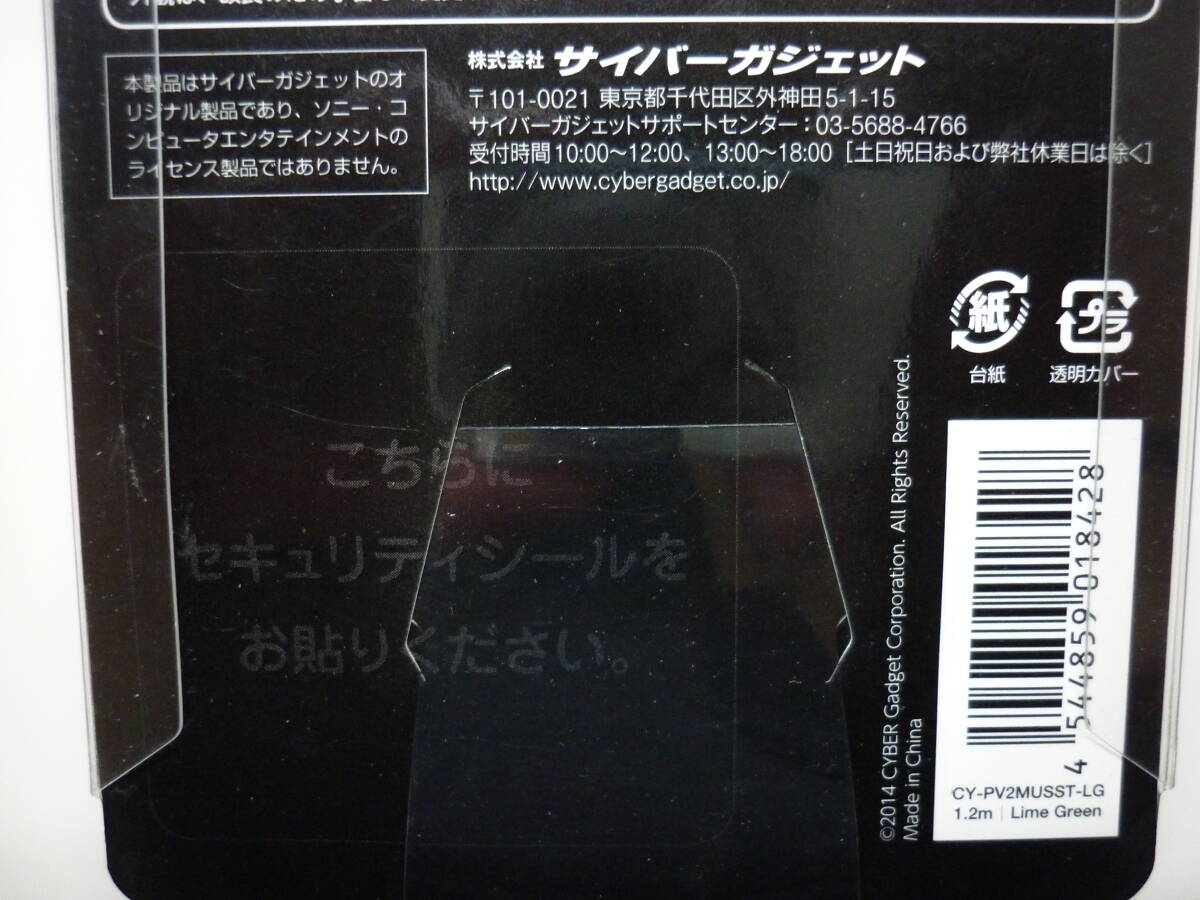 本製品はサイバーガジェットのオ
リジナル製品であり、ソニー・コ
ンピュータエンタテインメントの
ライセンス製品ではありません。
株式会社 サイバーガジェット
〒101-0021 東京都千代田区外神田5-1-15
サイバーガジェットサポートセンター：03-5688-4766
受付時間10:00～12:00、13:00～18:00［土日祝日および弊社休業日は除く］
http://www.cybergadget.co.jp/
紙
台紙
プラ
透明カバー
こちらに
セキュリティシールを
お貼りください。
©2014 CYBER Gadget Corporation. All Rights Reserved.
Made in China
4 544859 018428
CY-PV2MUSST-LG
1.2m | Lime Green